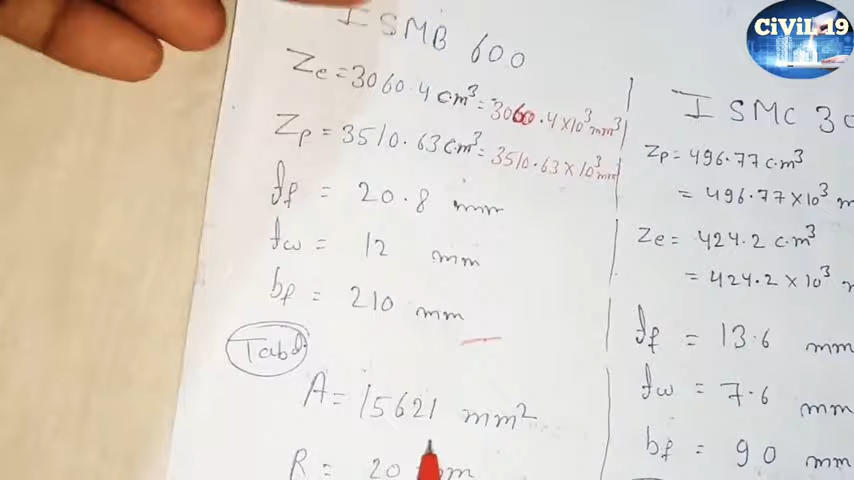 CiViL 19
ISMB 600
Ze = 3060.4 cm³ = 3060.4 x 10³ mm³
Zp = 3510.63 cm³ = 3510.63 x 10³ mm
tf = 20.8 mm
tw = 12 mm
bf = 210 mm
A = 15621 mm²
R = 20
ISMC 30
Zp = 496.77 cm³
= 496.77 x 10³
Ze = 424.2 cm³
= 424.2 x 10³
tf = 13.6 mm
tw = 7.6 mm
bf = 90 mm